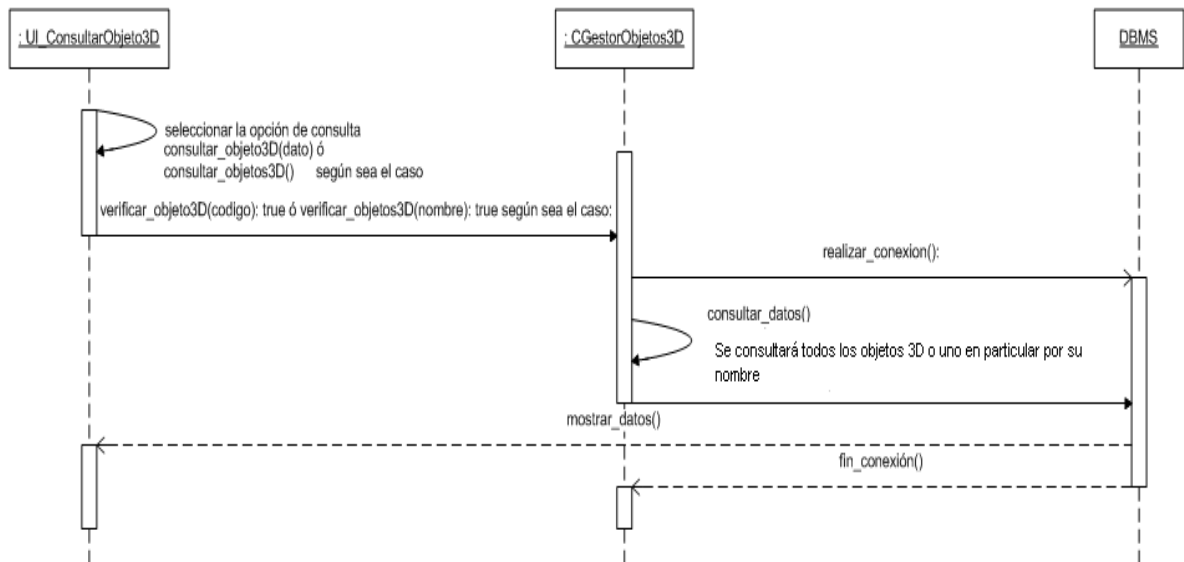 : UI_ConsultarObjeto3D
: CGestorObjetos3D
DBMS
seleccionar la opción de consulta
consultar_objeto3D(dato) ó
consultar_objetos3D() según sea el caso
verificar_objeto3D(codigo): true ó verificar_objetos3D(nombre): true según sea el caso:
realizar_conexion():
consultar_datos()
Se consultará todos los objetos 3D o uno en particular por su
nombre
mostrar_datos()
fin_conexión()